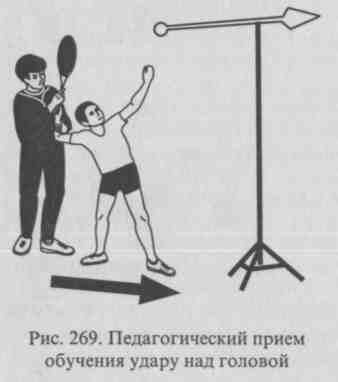 Рис. 269. Педагогический прием
обучения удару над головой